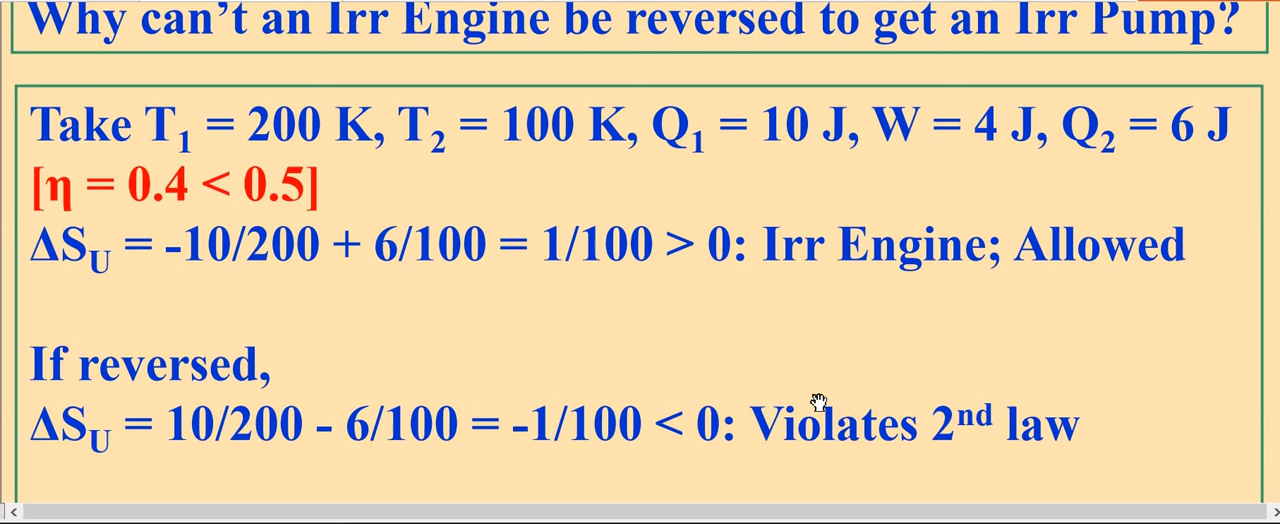 Why can't an Irr Engine be reversed to get an Irr Pump?
Take T₁ = 200 K, T₂ = 100 K, Q₁ = 10 J, W = 4 J, Q₂ = 6 J
[η = 0.4 < 0.5]
ΔS_U = -10/200 + 6/100 = 1/100 > 0: Irr Engine; Allowed
If reversed,
ΔS_U = 10/200 - 6/100 = -1/100 < 0: Violates 2ⁿᵈ law